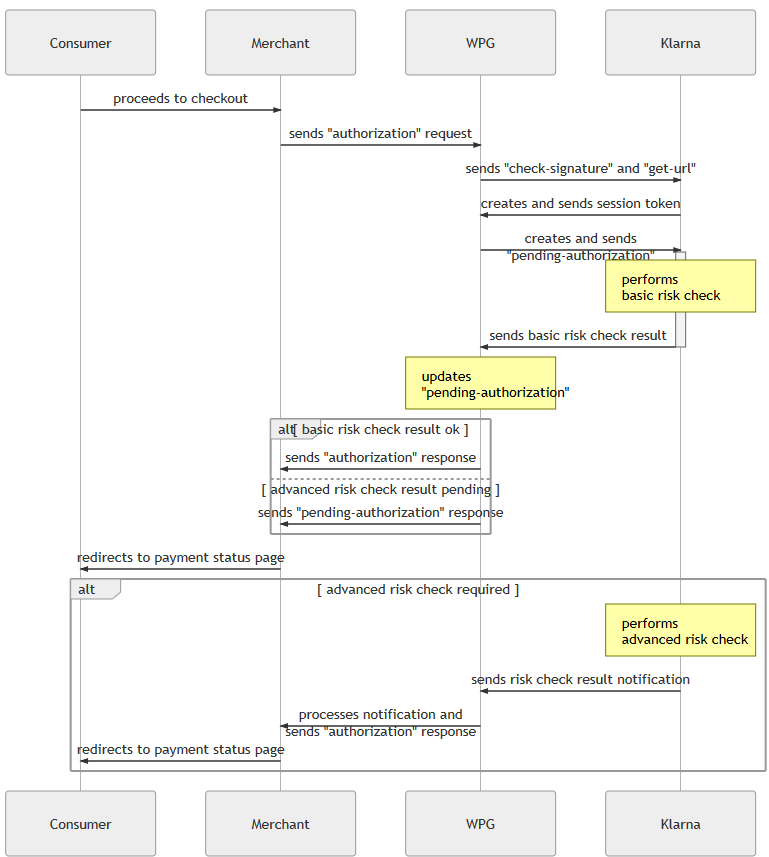 Consumer
Merchant
WPG
Klarna
proceeds to checkout
sends "authorization" request
sends "check-signature" and "get-url"
creates and sends session token
creates and sends
"pending-authorization"
performs
basic risk check
sends basic risk check result
updates
"pending-authorization"
alt
[ basic risk check result ok ]
sends "authorization" response
[ advanced risk check result pending ]
sends "pending-authorization" response
redirects to payment status page
alt
[ advanced risk check required ]
performs
advanced risk check
sends risk check result notification
processes notification and
sends "authorization" response
redirects to payment status page
Consumer
Merchant
WPG
Klarna